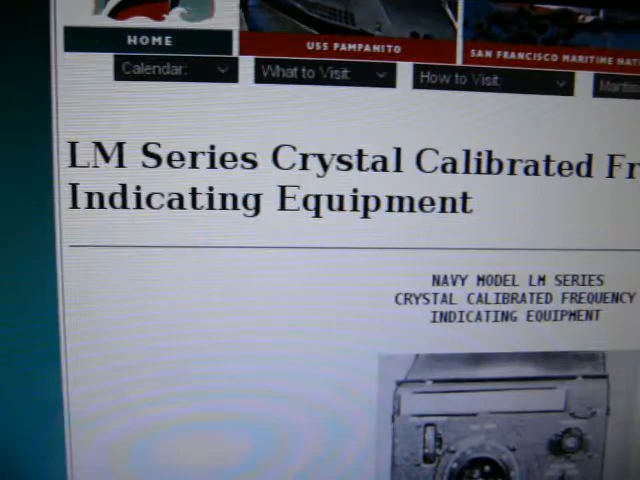 HOME
USS PAMPANITO
SAN FRANCISCO MARITIME NAT
Calendar:
What to Visit:
How to Visit:
LM Series Crystal Calibrated Fr
Indicating Equipment
NAVY MODEL LM SERIES
CRYSTAL CALIBRATED FREQUENCY
INDICATING EQUIPMENT